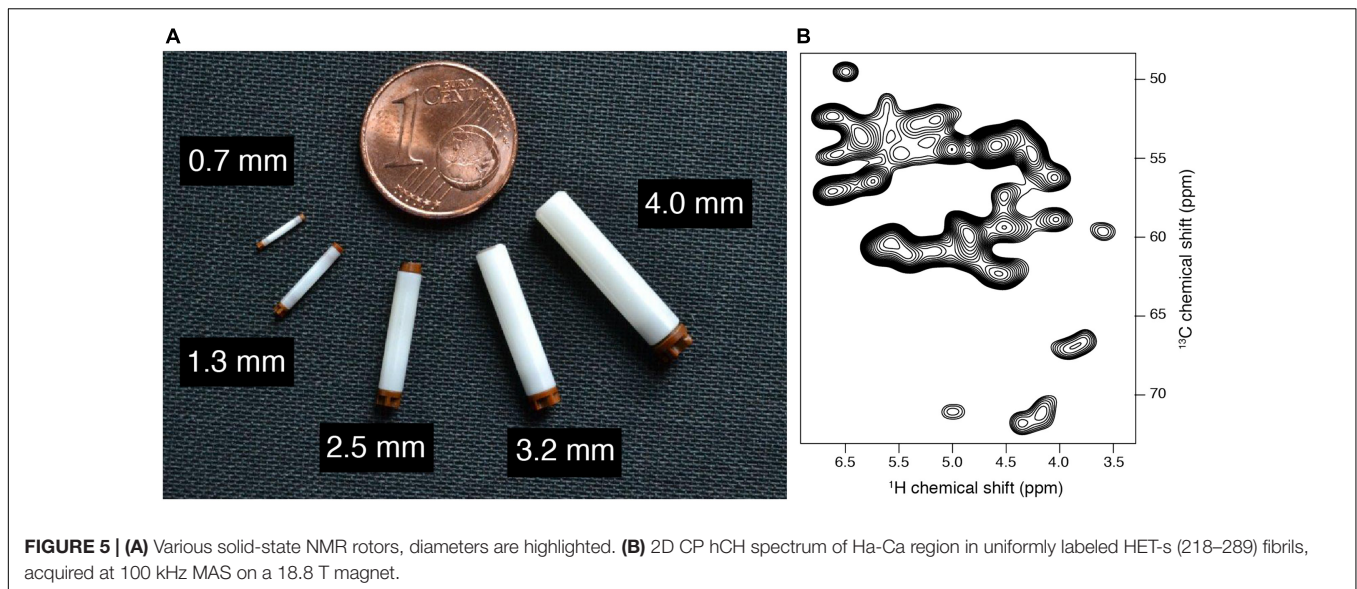 A
0.7 mm
1.3 mm
2.5 mm
3.2 mm
4.0 mm
1
EURO
CENT
B
50
55
60
65
70
¹³C chemical shift (ppm)
6.5 5.5 5.0 4.5 4.0 3.5
¹H chemical shift (ppm)
FIGURE 5 | (A) Various solid-state NMR rotors, diameters are highlighted. (B) 2D CP hCH spectrum of Ha-Ca region in uniformly labeled HET-s (218–289) fibrils,
acquired at 100 kHz MAS on a 18.8 T magnet.